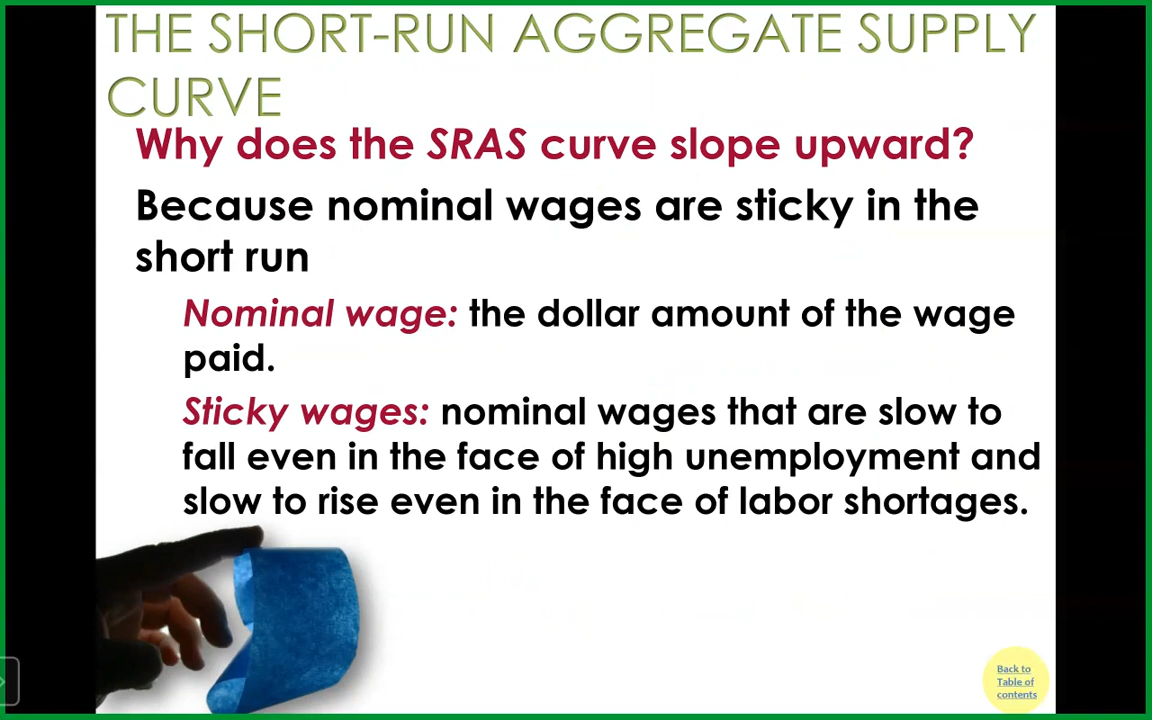 THE SHORT-RUN AGGREGATE SUPPLY
CURVE
Why does the SRAS curve slope upward?
Because nominal wages are sticky in the
short run
Nominal wage: the dollar amount of the wage
paid.
Sticky wages: nominal wages that are slow to
fall even in the face of high unemployment and
slow to rise even in the face of labor shortages.
Back to
Table of
contents